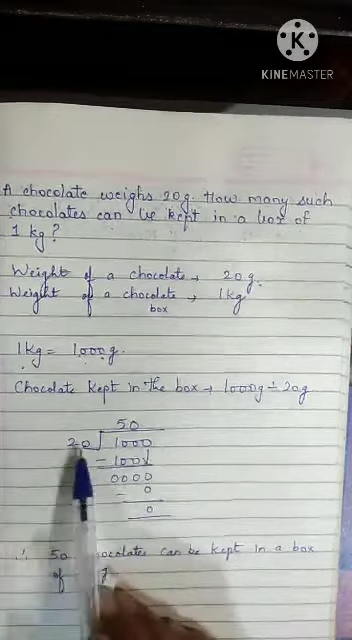 K
KINEMASTER
A chocolate weighs 20g. How many such
chocolates can be kept in a box of
1 kg?
Weight of a chocolate → 20g.
Weight of a chocolate box → 1kg
1kg = 1000g.
Chocolate kept in the box → 1000g ÷ 20g
50
20) 1000
- 100↓
0000
- 0
0
∴ 50 chocolates can be kept in a box
of